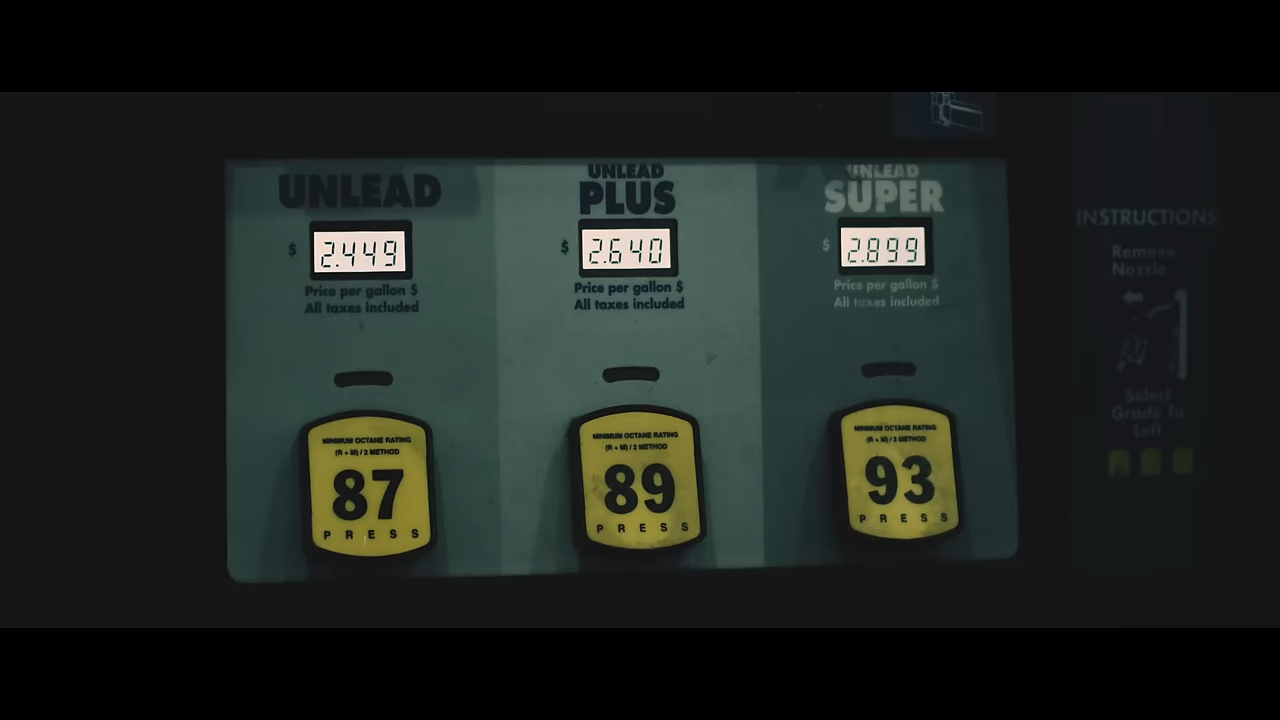 UNLEAD
$ 2.449
Price per gallon $
All taxes included
MINIMUM OCTANE RATING
(R + M) / 2 METHOD
87
PRESS
UNLEAD
PLUS
$ 2.640
Price per gallon $
All taxes included
MINIMUM OCTANE RATING
(R + M) / 2 METHOD
89
PRESS
UNLEAD
SUPER
$ 2.899
Price per gallon $
All taxes included
MINIMUM OCTANE RATING
(R + M) / 2 METHOD
93
PRESS
INSTRUCTIONS
Remove
Nozzle
Select
Grade To
Left